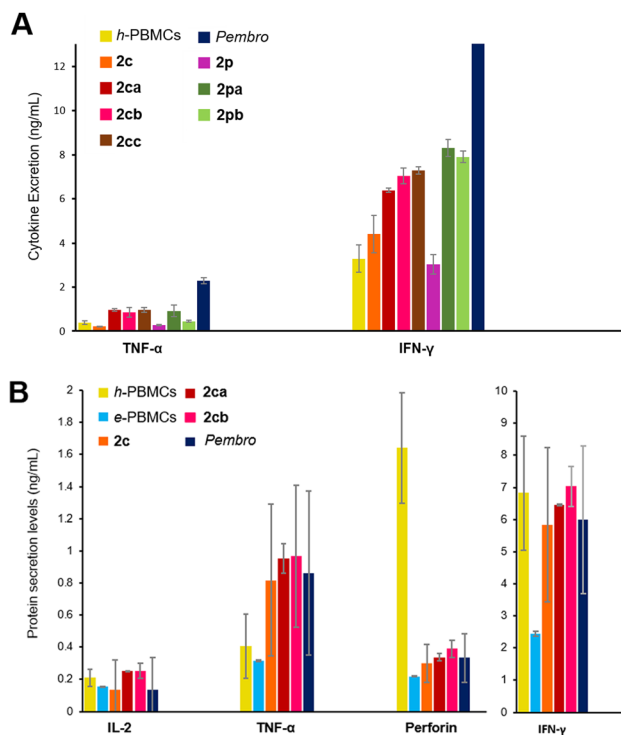 A
h-PBMCs
Pembro
2c
2p
2ca
2pa
2cb
2pb
2cc
Cytokine Excretion (ng/mL)
12
10
8
6
4
2
0
TNF-α
IFN-γ
B
h-PBMCs
2ca
e-PBMCs
2cb
2c
Pembro
Protein secretion levels (ng/mL)
2
1.8
1.6
1.4
1.2
1
0.8
0.6
0.4
0.2
0
10
9
8
7
6
5
4
3
2
1
0
IL-2
TNF-α
Perforin
IFN-γ